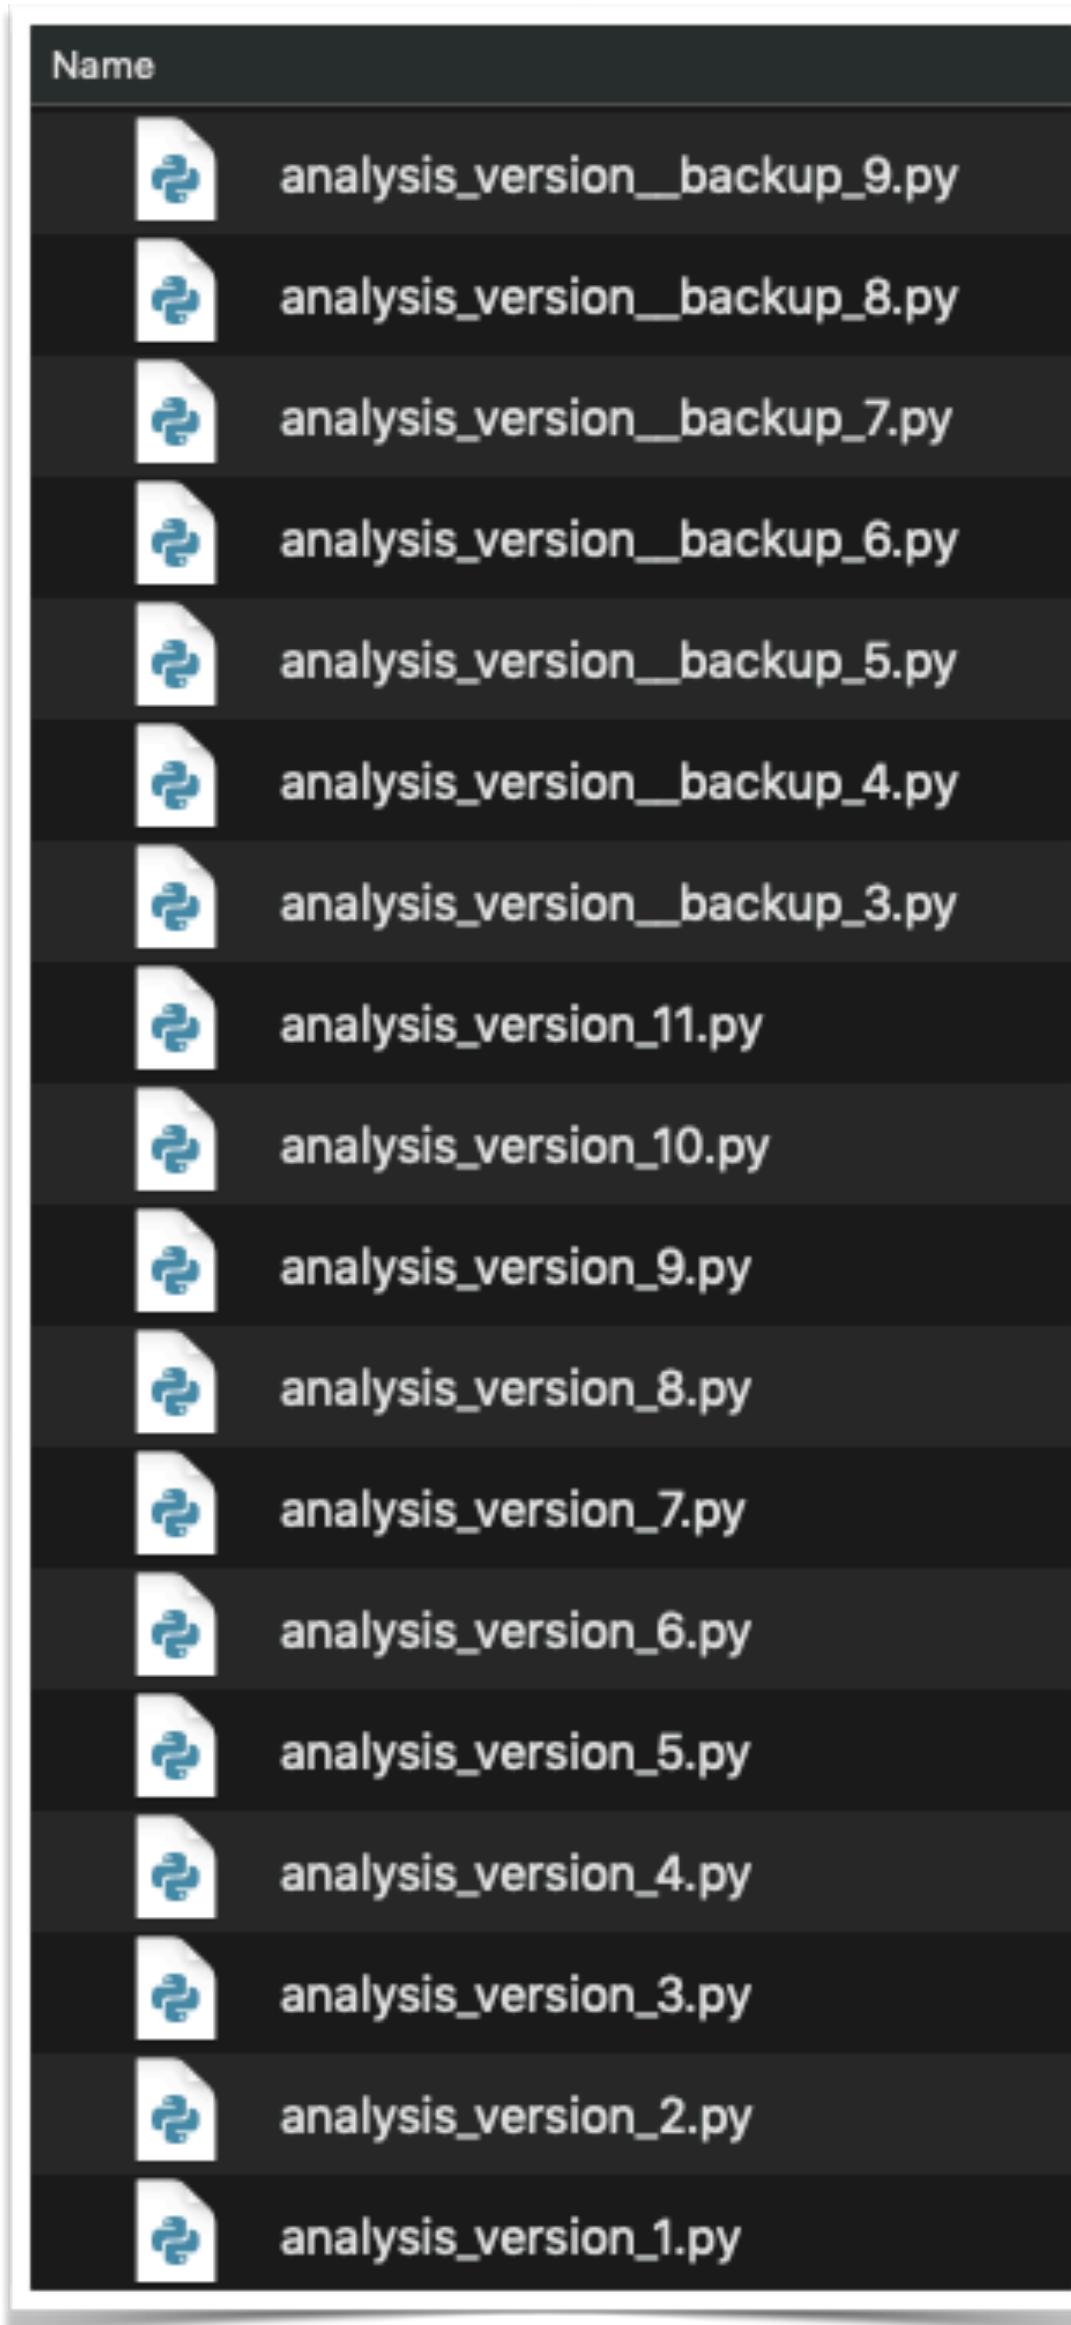 Name
analysis_version__backup_9.py
analysis_version__backup_8.py
analysis_version__backup_7.py
analysis_version__backup_6.py
analysis_version__backup_5.py
analysis_version__backup_4.py
analysis_version__backup_3.py
analysis_version_11.py
analysis_version_10.py
analysis_version_9.py
analysis_version_8.py
analysis_version_7.py
analysis_version_6.py
analysis_version_5.py
analysis_version_4.py
analysis_version_3.py
analysis_version_2.py
analysis_version_1.py